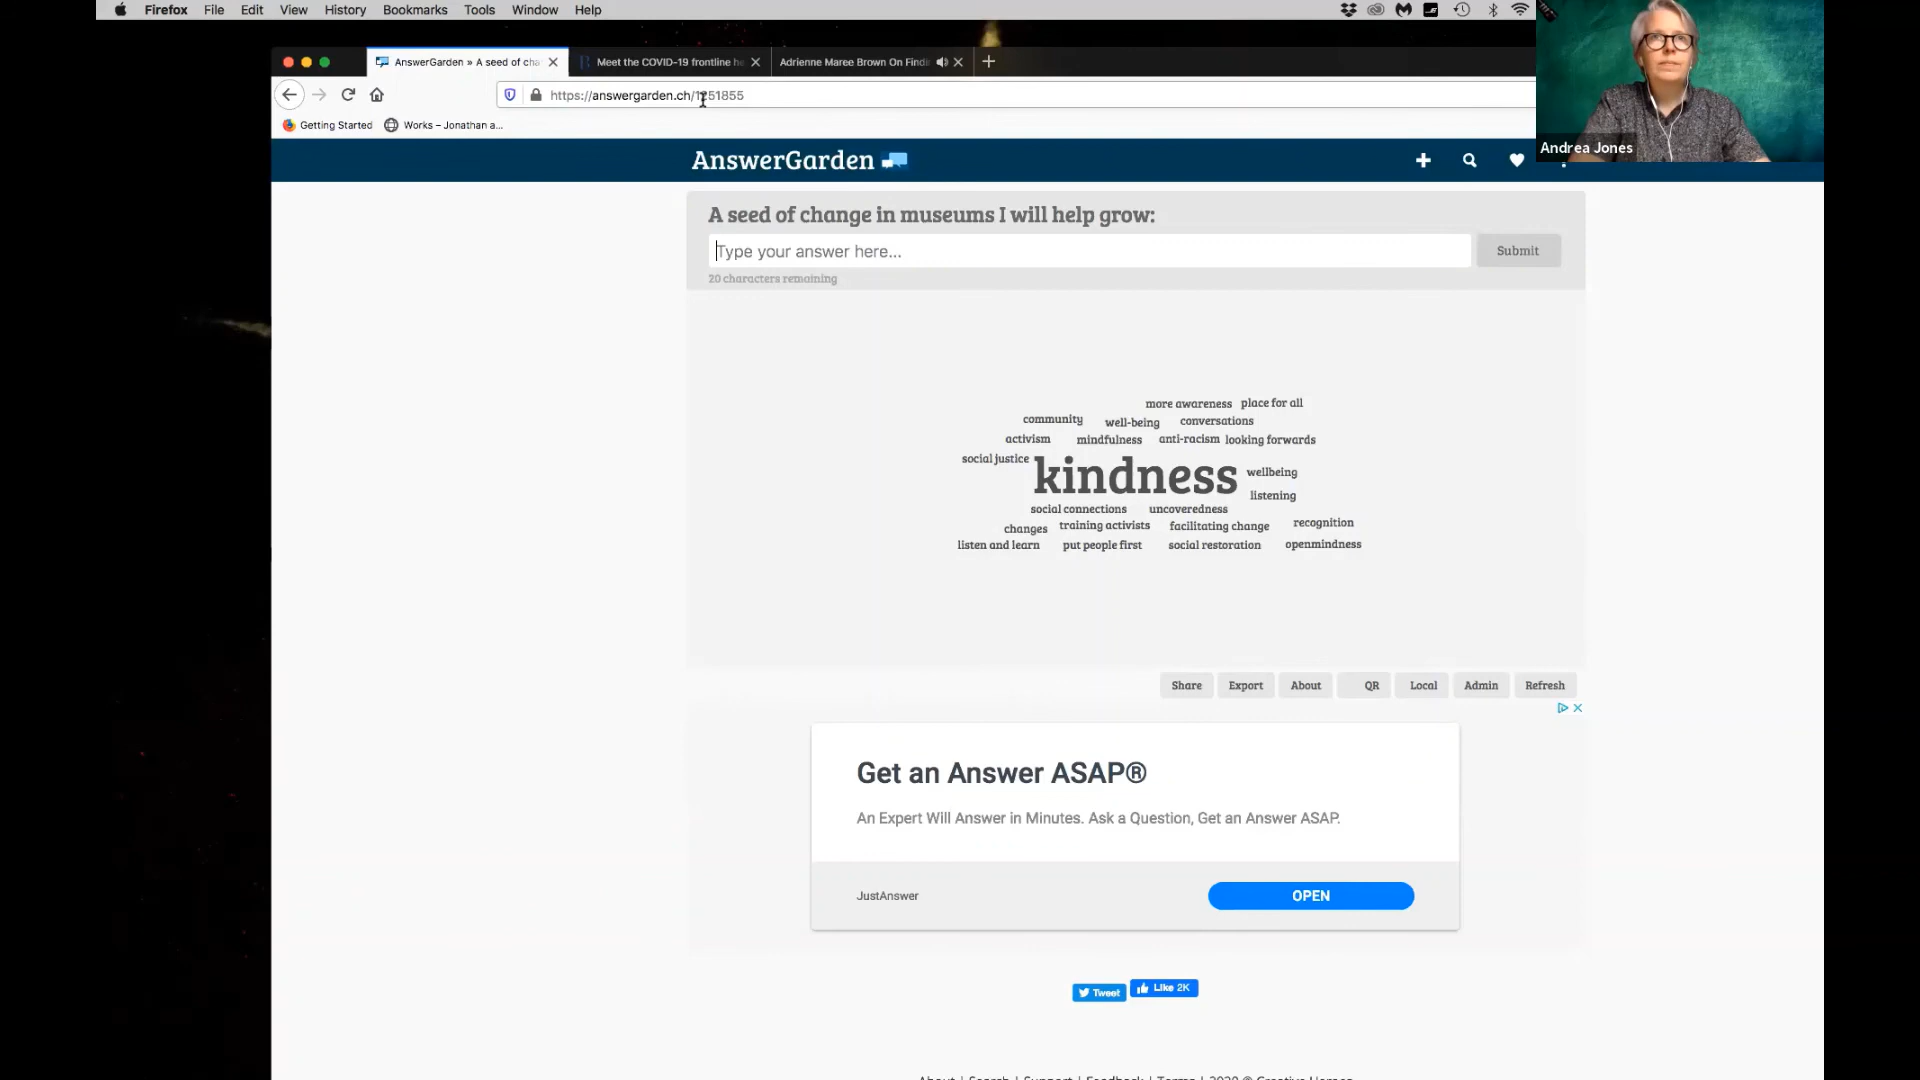 Firefox File Edit View History Bookmarks Tools Window Help
AnswerGarden » A seed of cha Meet the COVID-19 frontline he Adrienne Maree Brown On Findi
https://answergarden.ch/1251855
Getting Started Works – Jonathan a...
Andrea Jones
AnswerGarden
A seed of change in museums I will help grow:
Type your answer here... Submit
20 characters remaining
more awareness place for all
community well-being conversations
activism mindfulness anti-racism looking forwards
social justice kindness wellbeing
listening
social connections uncoveredness
changes training activists facilitating change recognition
listen and learn put people first social restoration openmindness
Share Export About QR Local Admin Refresh
Get an Answer ASAP®
An Expert Will Answer in Minutes. Ask a Question, Get an Answer ASAP.
JustAnswer OPEN
Tweet Like 2K